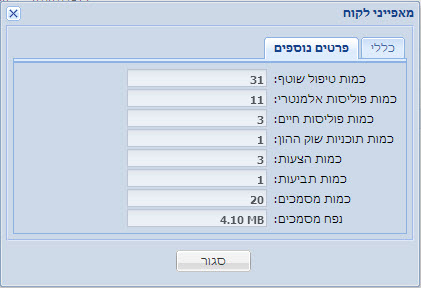 מאפייני לקוח
כללי פרטים נוספים
כמות טיפול שוטף: 31
כמות פוליסות אלמנטרי: 11
כמות פוליסות חיים: 3
כמות תוכניות שוק ההון: 1
כמות הצעות: 3
כמות תביעות: 1
כמות מסמכים: 20
נפח מסמכים: 4.10 MB
סגור